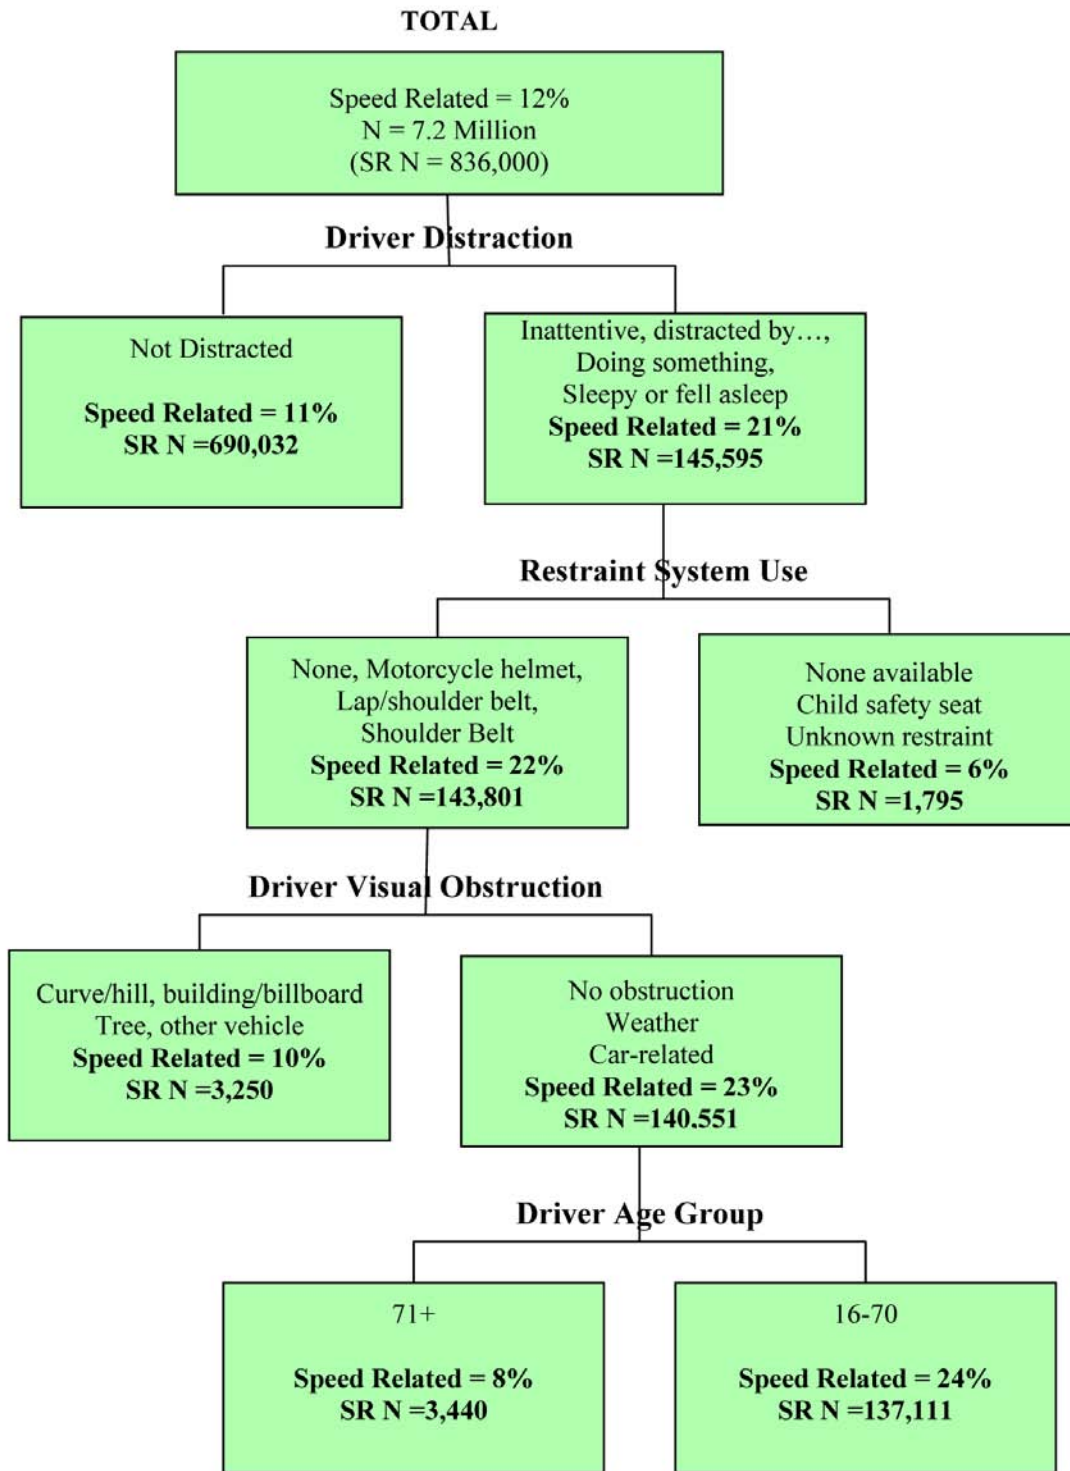 TOTAL
Speed Related = 12%
N = 7.2 Million
(SR N = 836,000)
Driver Distraction
Not Distracted
Speed Related = 11%
SR N =690,032
Inattentive, distracted by…,
Doing something,
Sleepy or fell asleep
Speed Related = 21%
SR N =145,595
Restraint System Use
None, Motorcycle helmet,
Lap/shoulder belt,
Shoulder Belt
Speed Related = 22%
SR N =143,801
None available
Child safety seat
Unknown restraint
Speed Related = 6%
SR N =1,795
Driver Visual Obstruction
Curve/hill, building/billboard
Tree, other vehicle
Speed Related = 10%
SR N =3,250
No obstruction
Weather
Car-related
Speed Related = 23%
SR N =140,551
Driver Age Group
71+
Speed Related = 8%
SR N =3,440
16-70
Speed Related = 24%
SR N =137,111